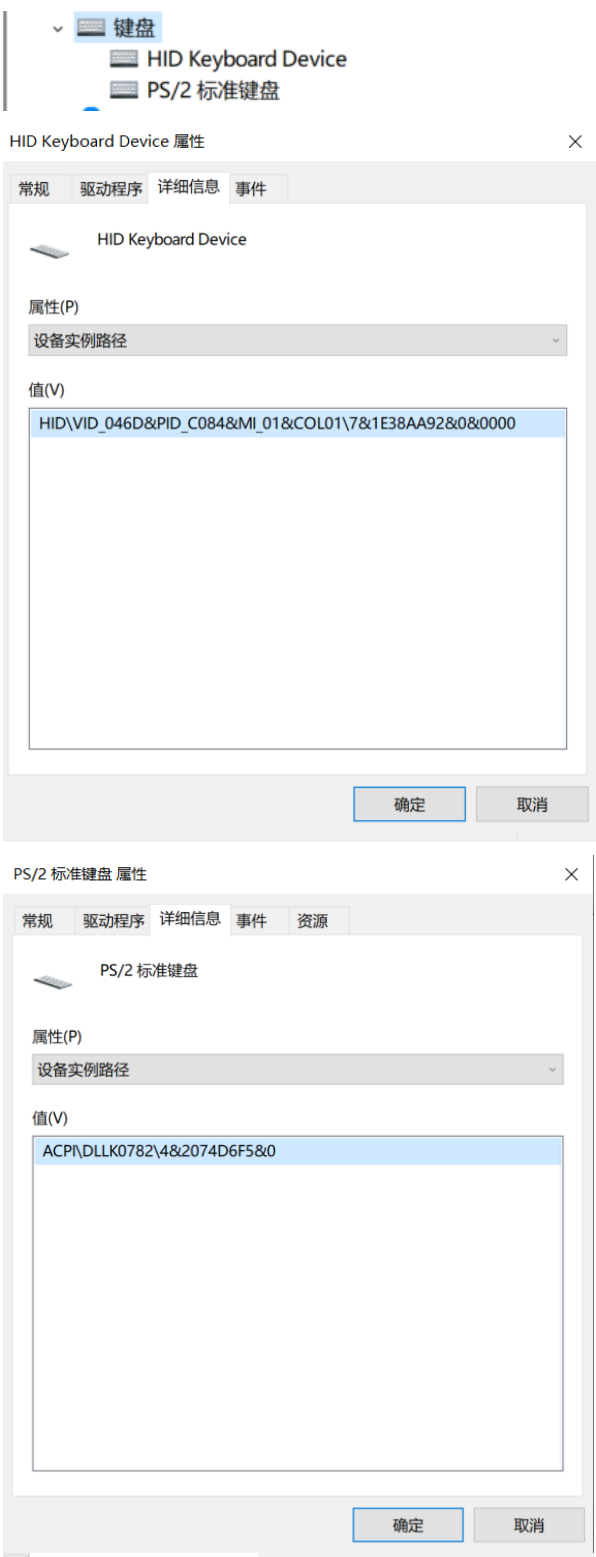 键盘
HID Keyboard Device
PS/2 标准键盘
HID Keyboard Device 属性
常规 驱动程序 详细信息 事件
HID Keyboard Device
属性(P)
设备实例路径
值(V)
HID\VID_046D&PID_C084&MI_01&COL01\7&1E38AA92&0&0000
确定 取消
PS/2 标准键盘 属性
常规 驱动程序 详细信息 事件 资源
PS/2 标准键盘
属性(P)
设备实例路径
值(V)
ACPI\DLLK0782\4&2074D6F5&0
确定 取消